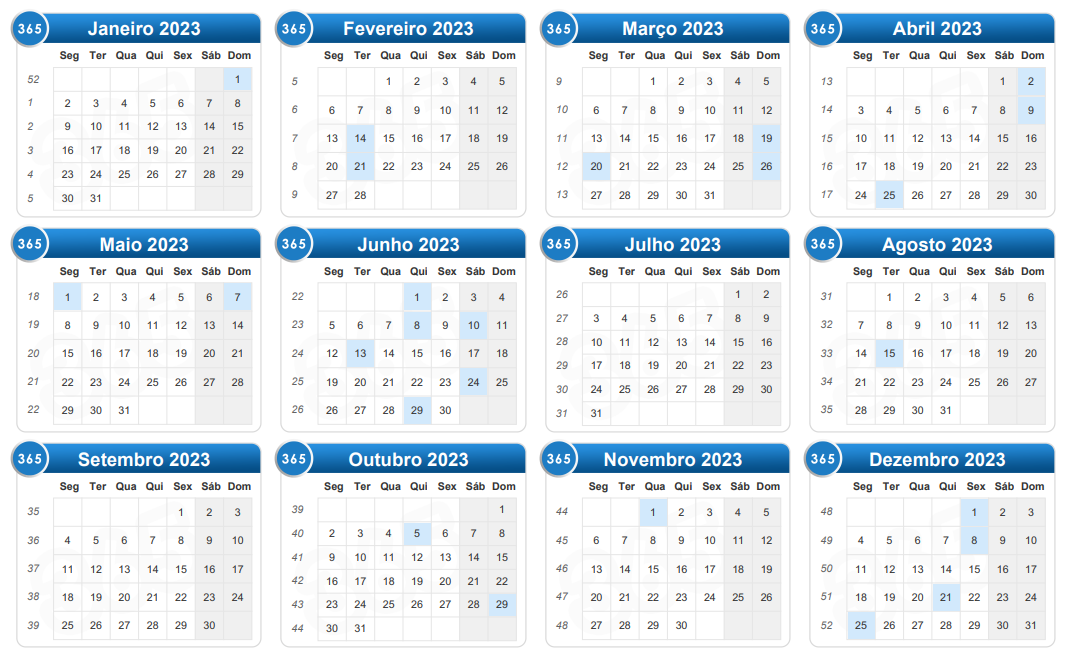 365 Janeiro 2023
Seg Ter Qua Qui Sex Sáb Dom
52 1
1 2 3 4 5 6 7 8
2 9 10 11 12 13 14 15
3 16 17 18 19 20 21 22
4 23 24 25 26 27 28 29
5 30 31
365 Fevereiro 2023
Seg Ter Qua Qui Sex Sáb Dom
5 1 2 3 4 5
6 6 7 8 9 10 11 12
7 13 14 15 16 17 18 19
8 20 21 22 23 24 25 26
9 27 28
365 Março 2023
Seg Ter Qua Qui Sex Sáb Dom
9 1 2 3 4 5
10 6 7 8 9 10 11 12
11 13 14 15 16 17 18 19
12 20 21 22 23 24 25 26
13 27 28 29 30 31
365 Abril 2023
Seg Ter Qua Qui Sex Sáb Dom
13 1 2
14 3 4 5 6 7 8 9
15 10 11 12 13 14 15 16
16 17 18 19 20 21 22 23
17 24 25 26 27 28 29 30
365 Maio 2023
Seg Ter Qua Qui Sex Sáb Dom
18 1 2 3 4 5 6 7
19 8 9 10 11 12 13 14
20 15 16 17 18 19 20 21
21 22 23 24 25 26 27 28
22 29 30 31
365 Junho 2023
Seg Ter Qua Qui Sex Sáb Dom
22 1 2 3 4
23 5 6 7 8 9 10 11
24 12 13 14 15 16 17 18
25 19 20 21 22 23 24 25
26 26 27 28 29 30
365 Julho 2023
Seg Ter Qua Qui Sex Sáb Dom
26 1 2
27 3 4 5 6 7 8 9
28 10 11 12 13 14 15 16
29 17 18 19 20 21 22 23
30 24 25 26 27 28 29 30
31 31
365 Agosto 2023
Seg Ter Qua Qui Sex Sáb Dom
31 1 2 3 4 5 6
32 7 8 9 10 11 12 13
33 14 15 16 17 18 19 20
34 21 22 23 24 25 26 27
35 28 29 30 31
365 Setembro 2023
Seg Ter Qua Qui Sex Sáb Dom
35 1 2 3
36 4 5 6 7 8 9 10
37 11 12 13 14 15 16 17
38 18 19 20 21 22 23 24
39 25 26 27 28 29 30
365 Outubro 2023
Seg Ter Qua Qui Sex Sáb Dom
39 1
40 2 3 4 5 6 7 8
41 9 10 11 12 13 14 15
42 16 17 18 19 20 21 22
43 23 24 25 26 27 28 29
44 30 31
365 Novembro 2023
Seg Ter Qua Qui Sex Sáb Dom
44 1 2 3 4 5
45 6 7 8 9 10 11 12
46 13 14 15 16 17 18 19
47 20 21 22 23 24 25 26
48 27 28 29 30
365 Dezembro 2023
Seg Ter Qua Qui Sex Sáb Dom
48 1 2 3
49 4 5 6 7 8 9 10
50 11 12 13 14 15 16 17
51 18 19 20 21 22 23 24
52 25 26 27 28 29 30 31